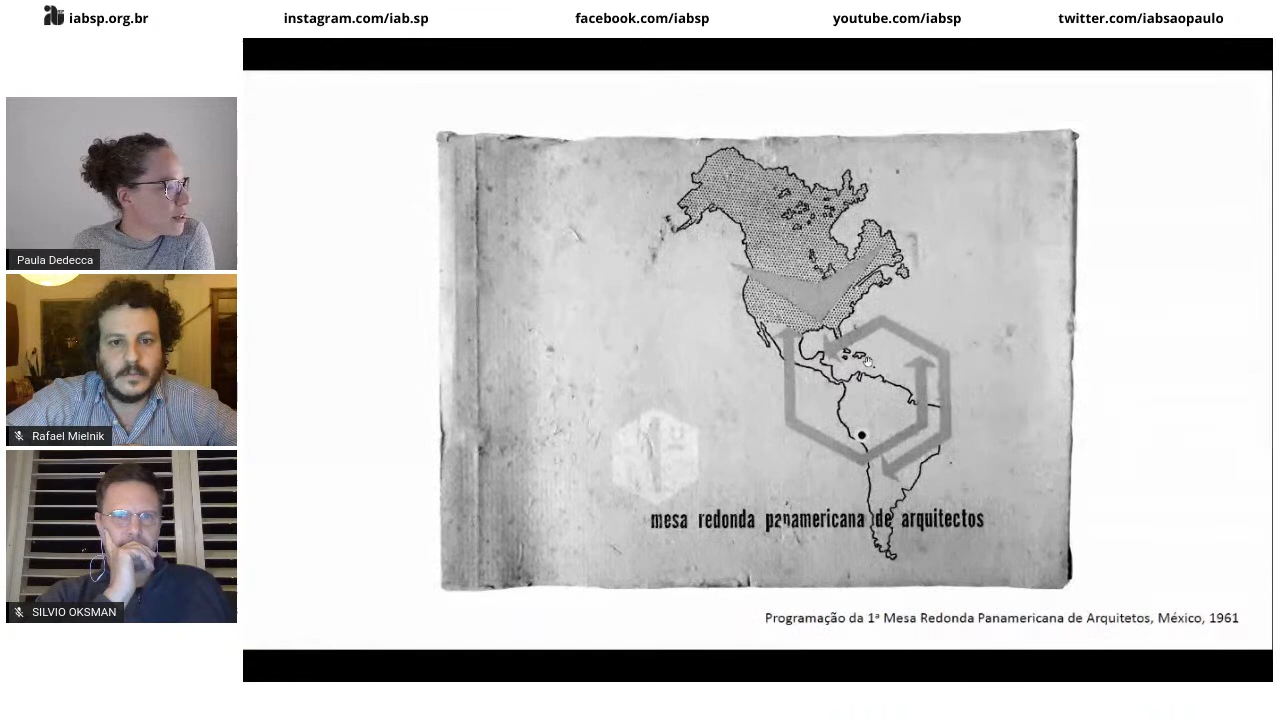 iabsp.org.br
instagram.com/iab.sp
facebook.com/iabsp
youtube.com/iabsp
twitter.com/iabsaopaulo
Paula Dedecca
Rafael Mielnik
SILVIO OKSMAN
mesa redonda panamericana de arquitectos
Programação da 1ª Mesa Redonda Panamericana de Arquitetos, México, 1961